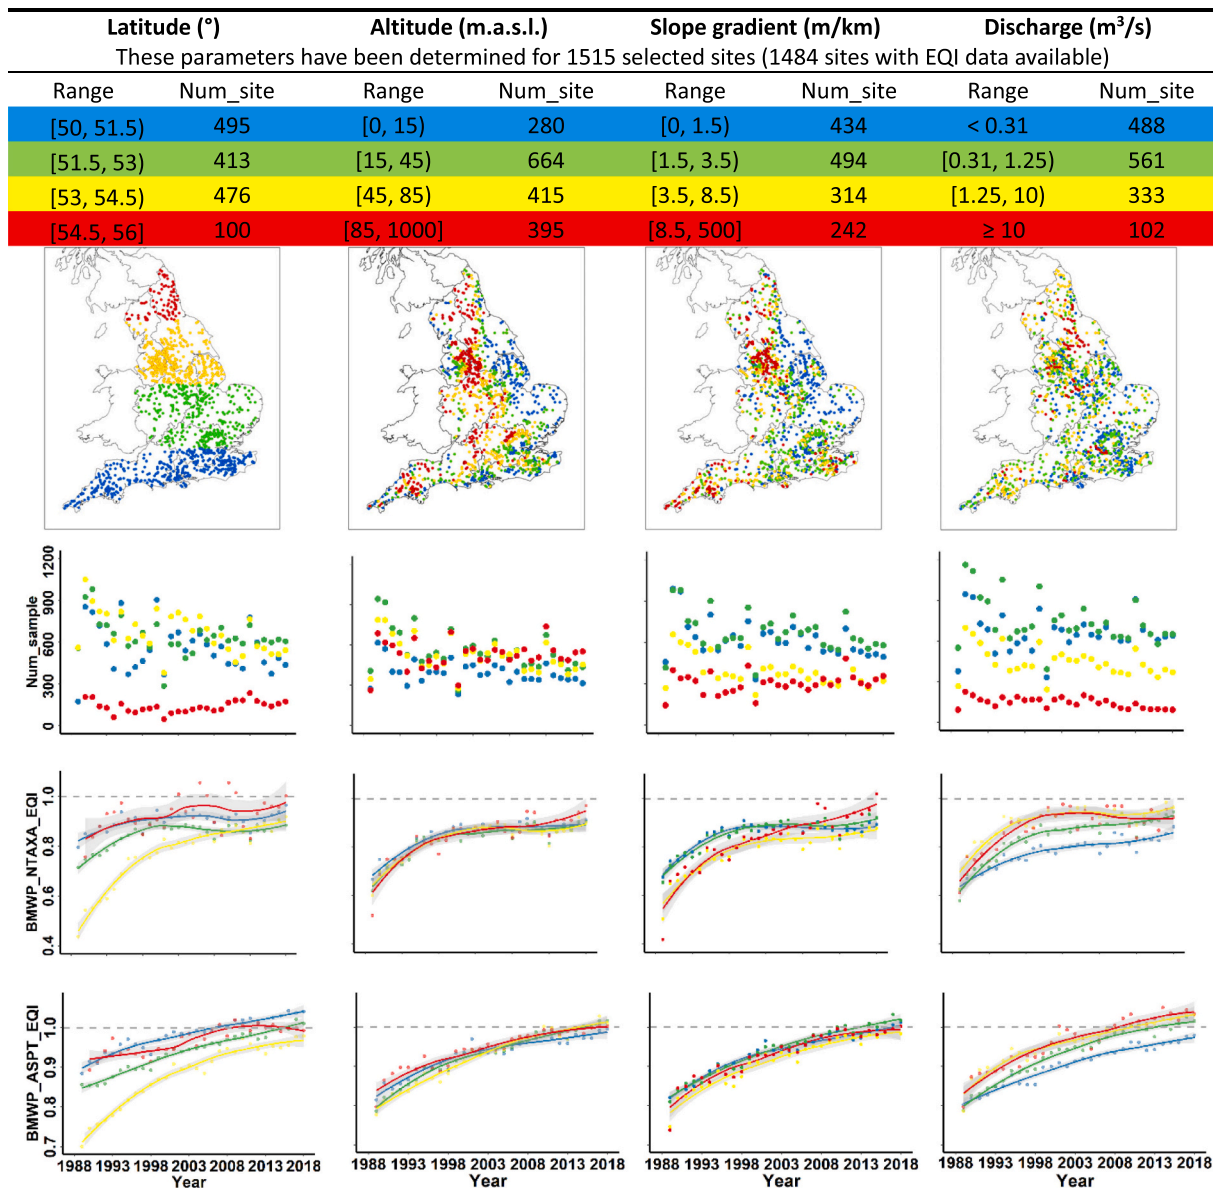 Latitude (°) Altitude (m.a.s.l.) Slope gradient (m/km) Discharge (m³/s)
These parameters have been determined for 1515 selected sites (1484 sites with EQI data available)
Range Num_site Range Num_site Range Num_site Range Num_site
[50, 51.5) 495 [0, 15) 280 [0, 1.5) 434 < 0.31 488
[51.5, 53) 413 [15, 45) 664 [1.5, 3.5) 494 [0.31, 1.25) 561
[53, 54.5) 476 [45, 85) 415 [3.5, 8.5) 314 [1.25, 10) 333
[54.5, 56] 100 [85, 1000] 395 [8.5, 500] 242 ≥ 10 102
Num_sample
1200
900
600
300
0
BMWP_NTAXA_EQI
1.0
0.8
0.6
0.4
BMWP_ASPT_EQI
1.0
0.9
0.8
0.7
1988 1993 1998 2003 2008 2013 2018 1988 1993 1998 2003 2008 2013 2018 1988 1993 1998 2003 2008 2013 2018 1988 1993 1998 2003 2008 2013 2018
Year Year Year Year